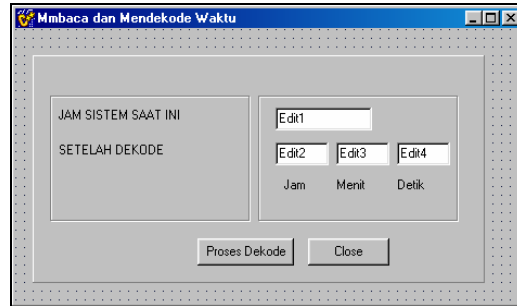 Mmbaca dan Mendekode Waktu
JAM SISTEM SAAT INI
Edit1
SETELAH DEKODE
Edit2 Edit3 Edit4
Jam Menit Detik
Proses Dekode Close